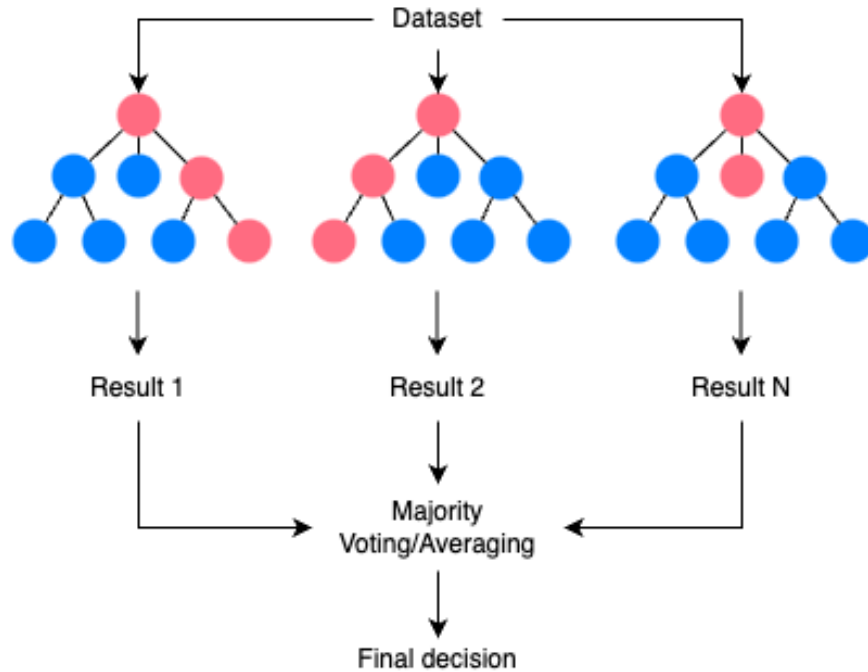 Dataset
Result 1
Result 2
Result N
Majority
Voting/Averaging
Final decision